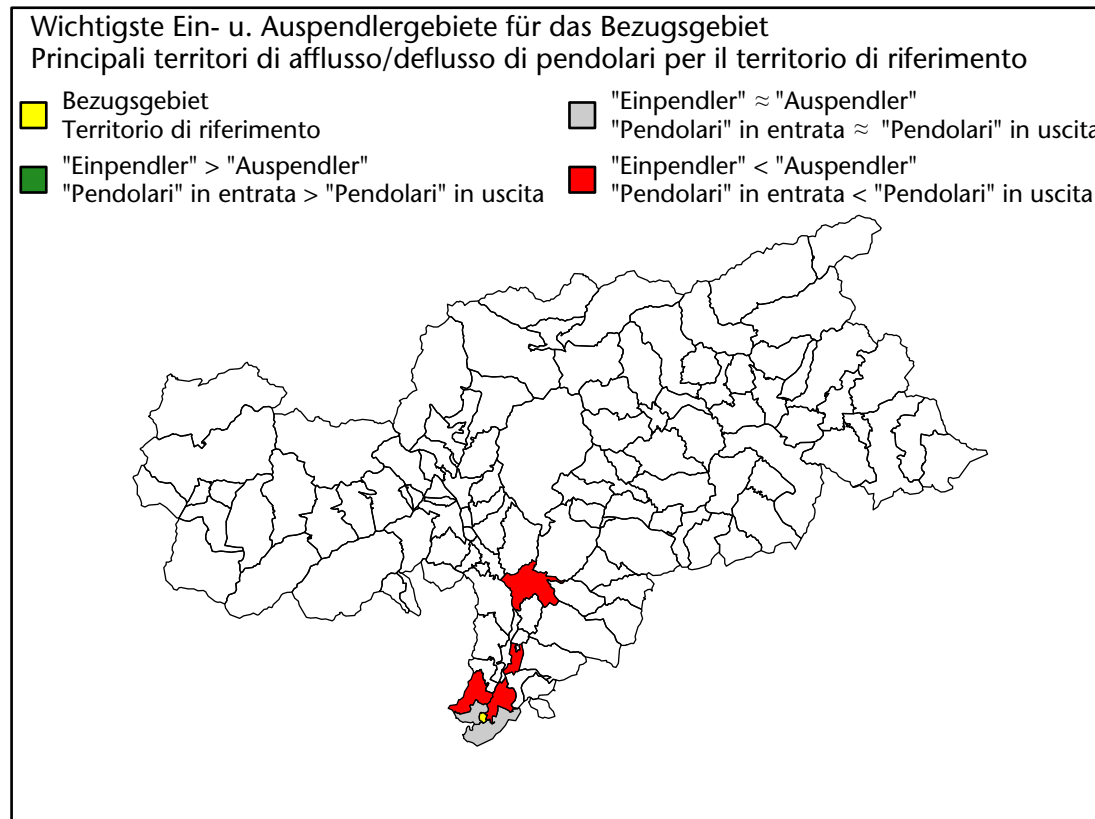 Wichtigste Ein- u. Auspendlergebiete für das Bezugsgebiet
Principali territori di afflusso/deflusso di pendolari per il territorio di riferimento
Bezugsgebiet
Territorio di riferimento
"Einpendler" > "Auspendler"
"Pendolari" in entrata > "Pendolari" in uscita
"Einpendler" ≈ "Auspendler"
"Pendolari" in entrata ≈ "Pendolari" in uscita
"Einpendler" < "Auspendler"
"Pendolari" in entrata < "Pendolari" in uscita